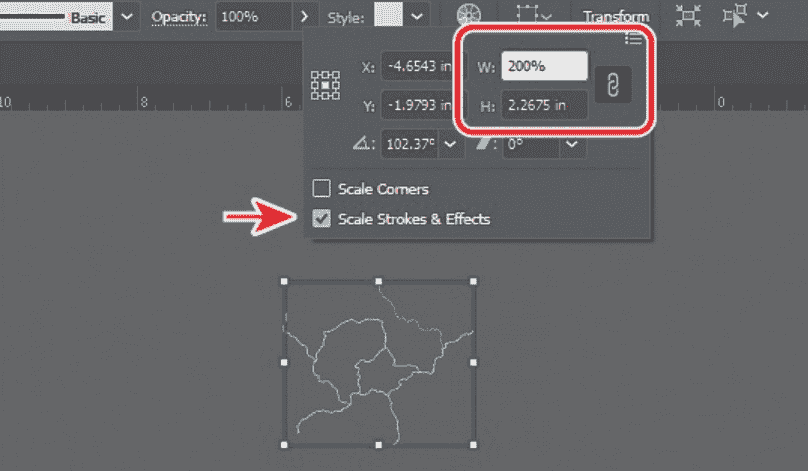 Basic Opacity: 100% Style: Transform
X: -4.6543 in W: 200%
Y: -1.9793 in H: 2.2675 in
102.37° 0°
10 8 6 0
Scale Corners
Scale Strokes & Effects